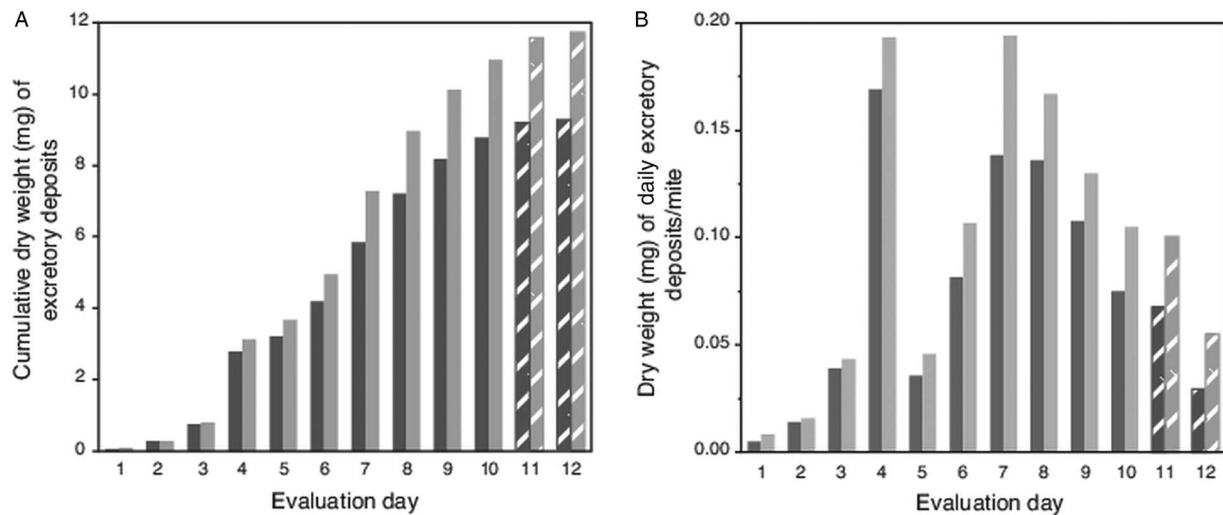 A
Cumulative dry weight (mg) of
excretory deposits
12
10
8
6
4
2
0
1 2 3 4 5 6 7 8 9 10 11 12
Evaluation day
B
Dry weight (mg) of daily excretory
deposits/mite
0.20
0.15
0.10
0.05
0.00
1 2 3 4 5 6 7 8 9 10 11 12
Evaluation day